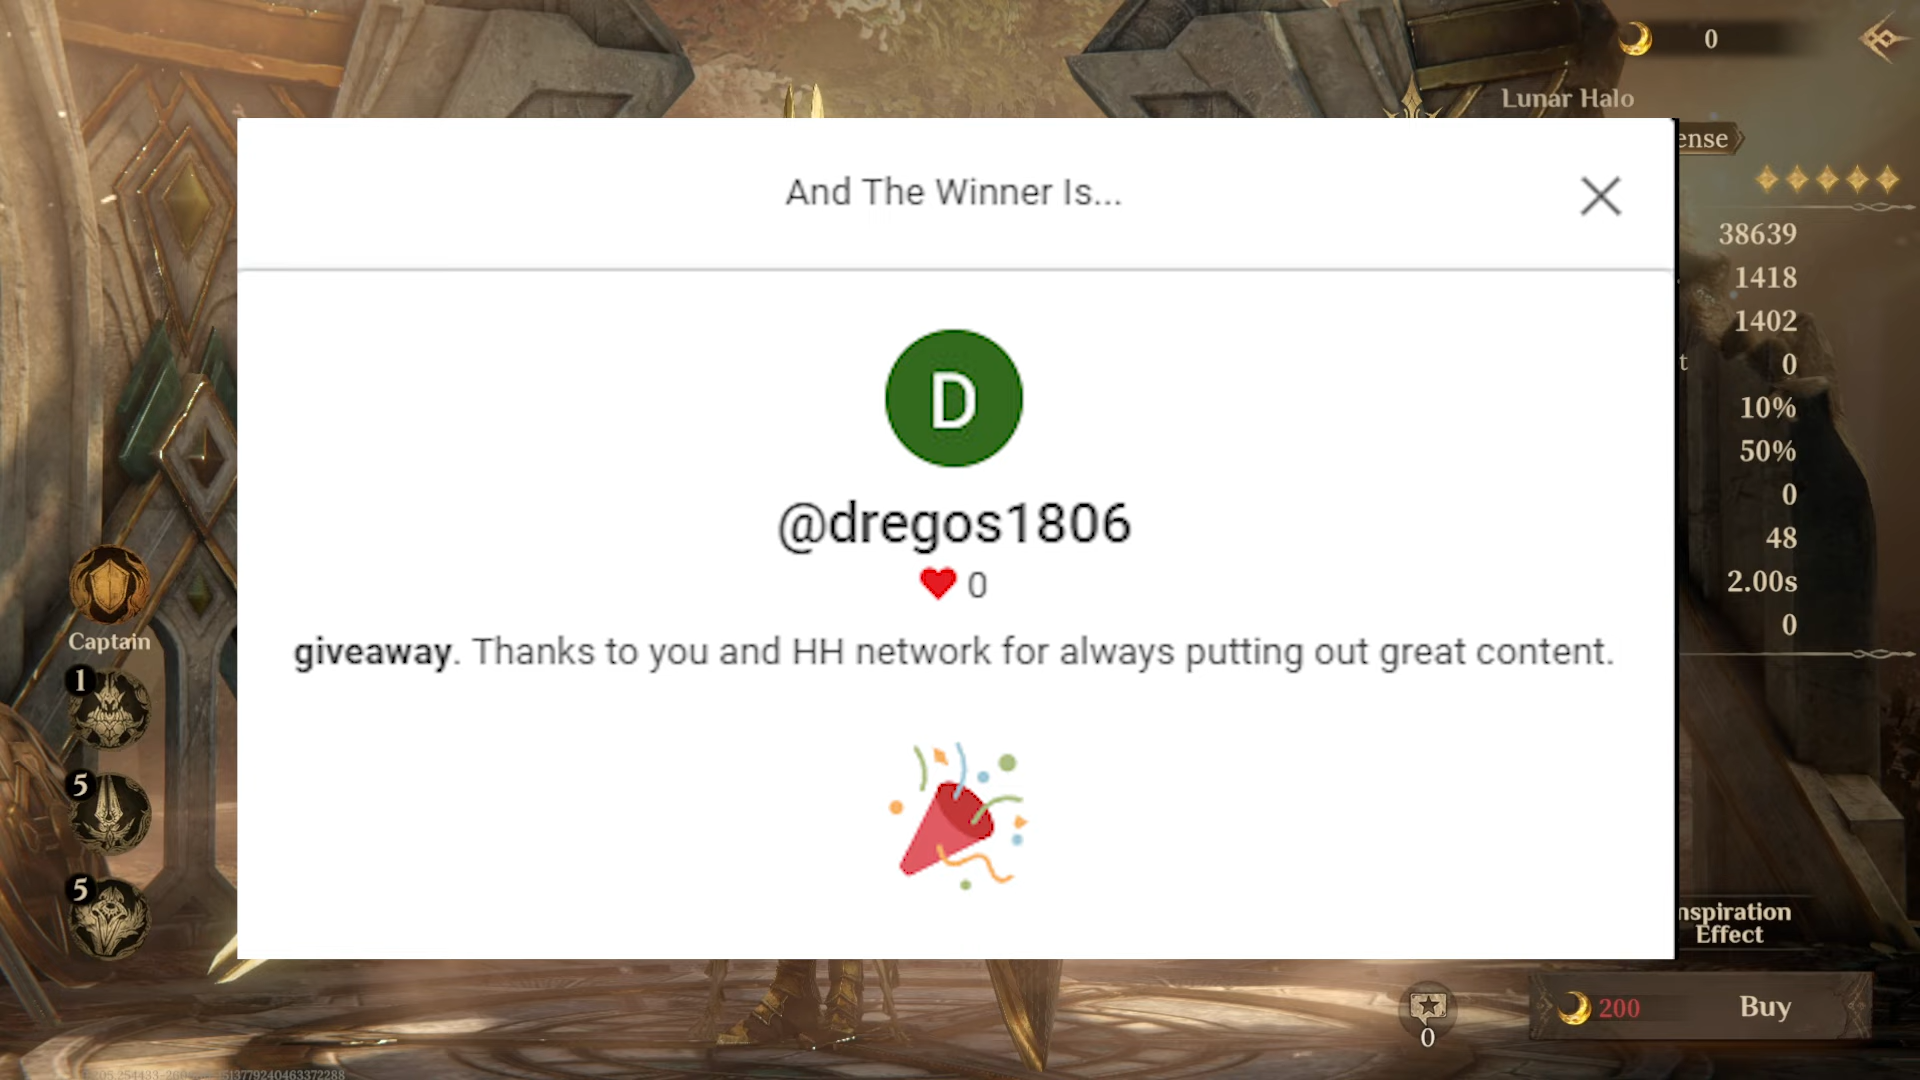 0
Lunar Halo
And The Winner Is...
ense
38639
D
1418
1402
t 0
10%
50%
@dregos1806
0
0
48
2.00s
0
giveaway. Thanks to you and HH network for always putting out great content.
Captain
1
5
5
nspiration
Effect
200 Buy
0